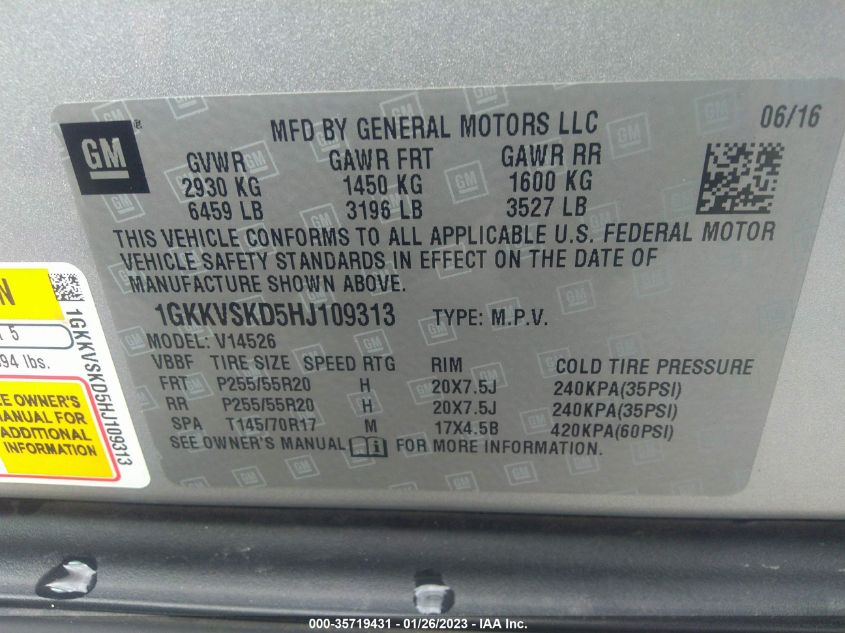 GM
MFD BY GENERAL MOTORS LLC
06/16
GVWR GAWR FRT GAWR RR
2930 KG 1450 KG 1600 KG
6459 LB 3196 LB 3527 LB
THIS VEHICLE CONFORMS TO ALL APPLICABLE U.S. FEDERAL MOTOR
VEHICLE SAFETY STANDARDS IN EFFECT ON THE DATE OF
MANUFACTURE SHOWN ABOVE.
1GKKVSKD5HJ109313 TYPE: M.P.V.
MODEL: V14526
VBBF TIRE SIZE SPEED RTG RIM COLD TIRE PRESSURE
FRT P255/55R20 H 20X7.5J 240KPA(35PSI)
RR P255/55R20 H 20X7.5J 240KPA(35PSI)
SPA T145/70R17 M 17X4.5B 420KPA(60PSI)
SEE OWNER'S MANUAL FOR MORE INFORMATION.
5
lbs.
OWNER'S
MANUAL FOR
ADDITIONAL
INFORMATION
1GKKVSKD5HJ109313
000-35719431 - 01/26/2023 - IAA Inc.